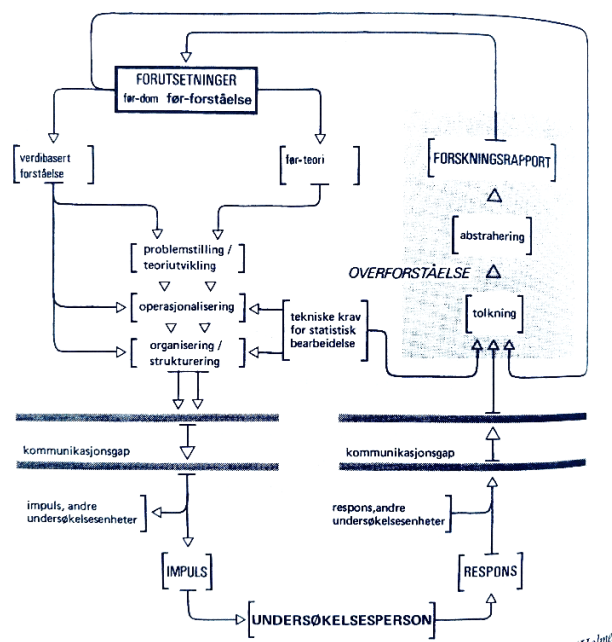 FORUTSETNINGER
før-dom før-forståelse
verdibasert
forståelse
før-teori
FORSKNINGSRAPPORT
problemstilling /
teoriutvikling
abstrahering
OVERFORSTÅELSE
operasjonalisering
tekniske krav
for statistisk
bearbeidelse
tolkning
organisering /
strukturering
kommunikasjonsgap
kommunikasjonsgap
impuls, andre
undersøkelsesenheter
respons,andre
undersøkelsesenheter
IMPULS
RESPONS
UNDERSØKELSESPERSON